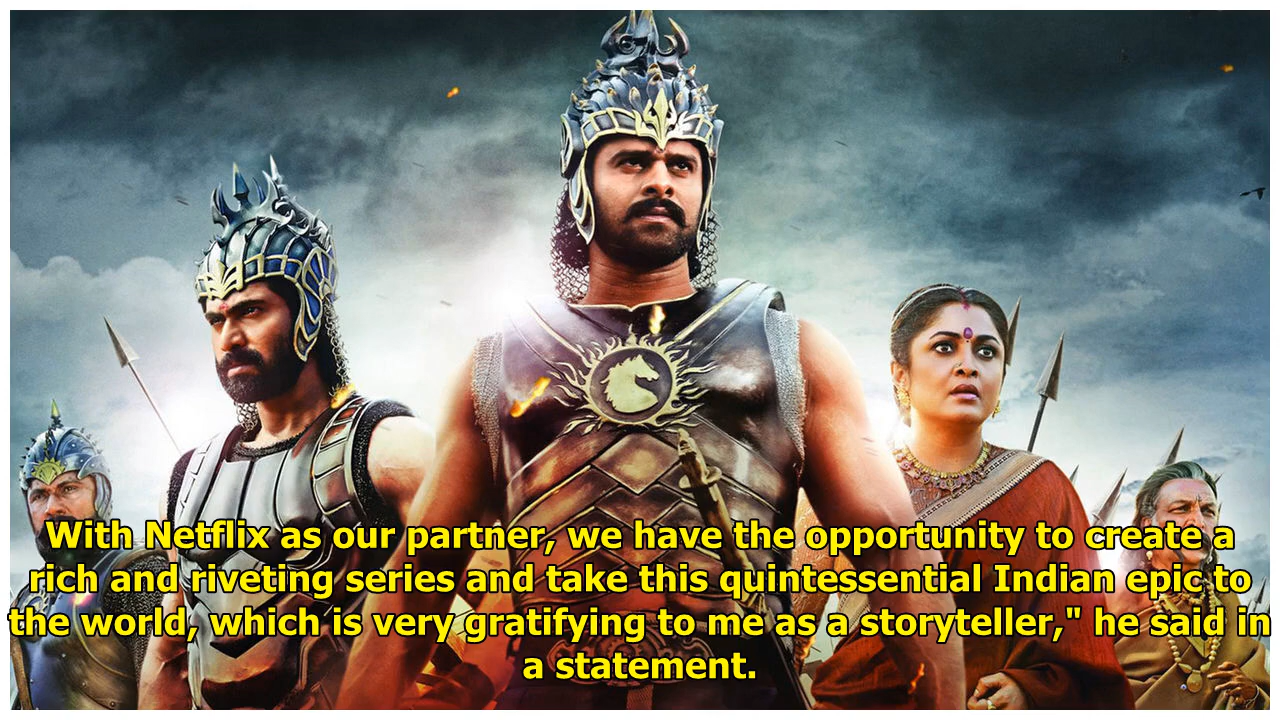 With Netflix as our partner, we have the opportunity to create a
rich and riveting series and take this quintessential Indian epic to
the world, which is very gratifying to me as a storyteller," he said in
a statement.